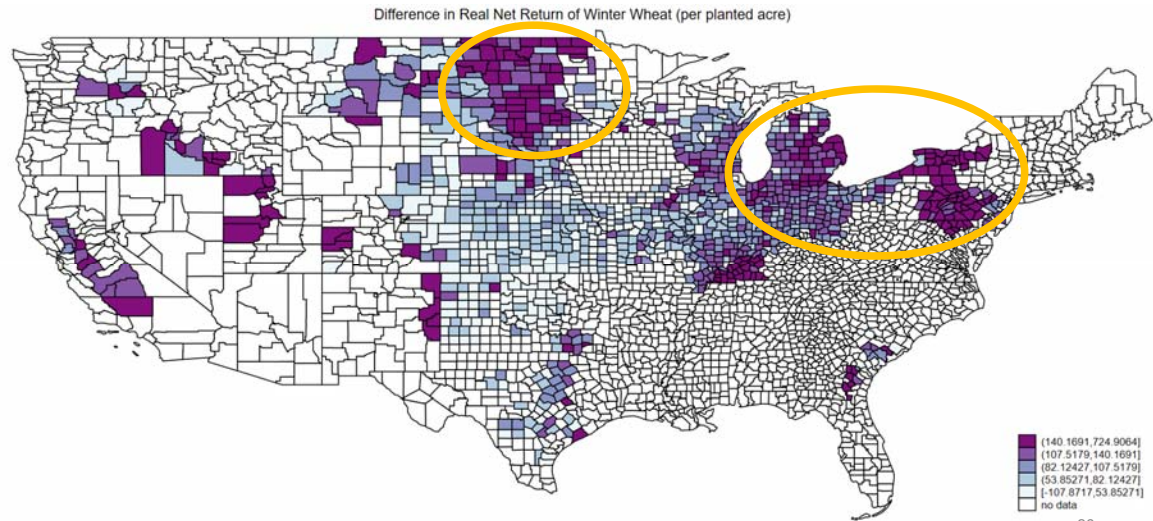 Difference in Real Net Return of Winter Wheat (per planted acre)
(140.1691,724.9064]
(107.5179,140.1691]
(82.12427,107.5179]
(53.85271,82.12427]
[-107.8717,53.85271]
no data